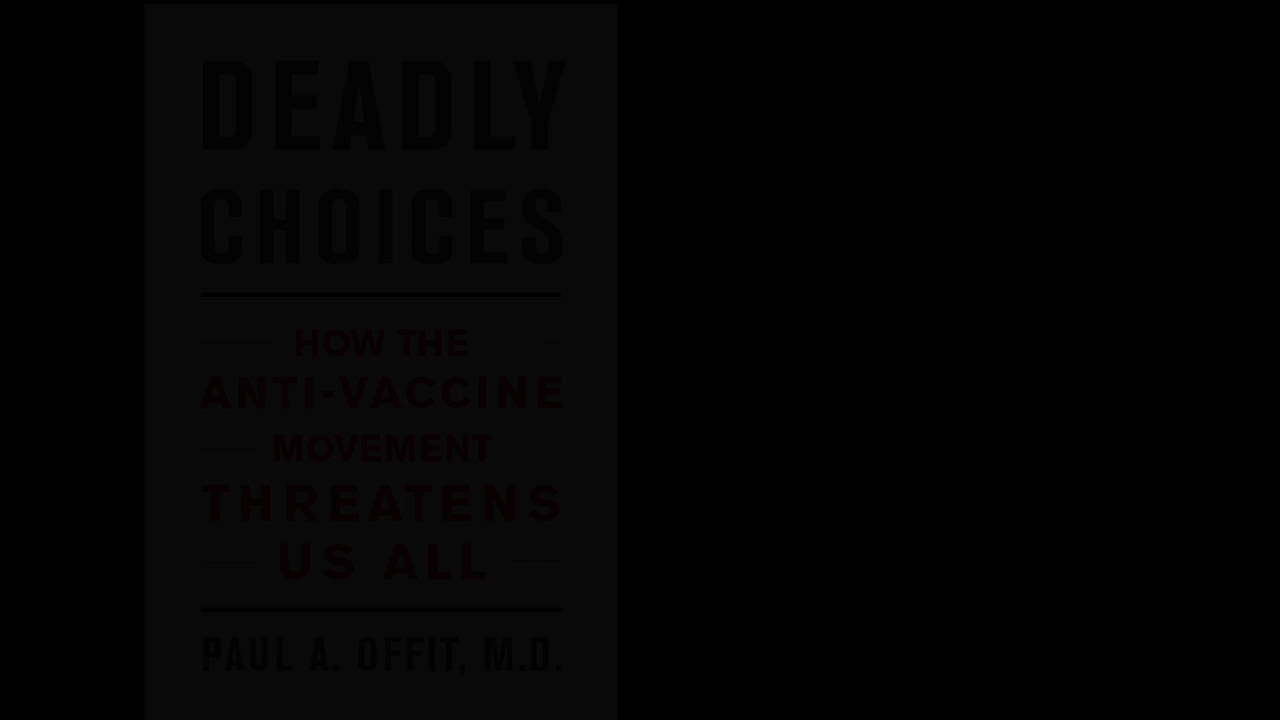 DEADLY
CHOICES
HOW THE
ANTI-VACCINE
MOVEMENT
THREATENS
US ALL
PAUL A. OFFIT, M.D.